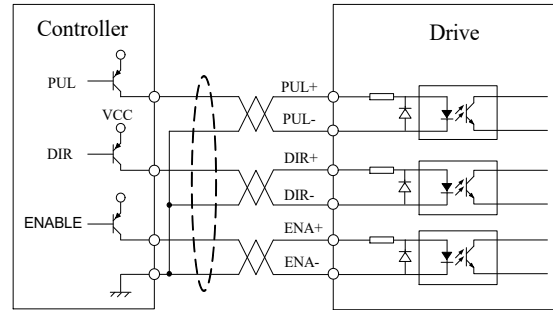 Controller
Drive
PUL
PUL+
VCC
PUL-
DIR
DIR+
DIR-
ENABLE
ENA+
ENA-